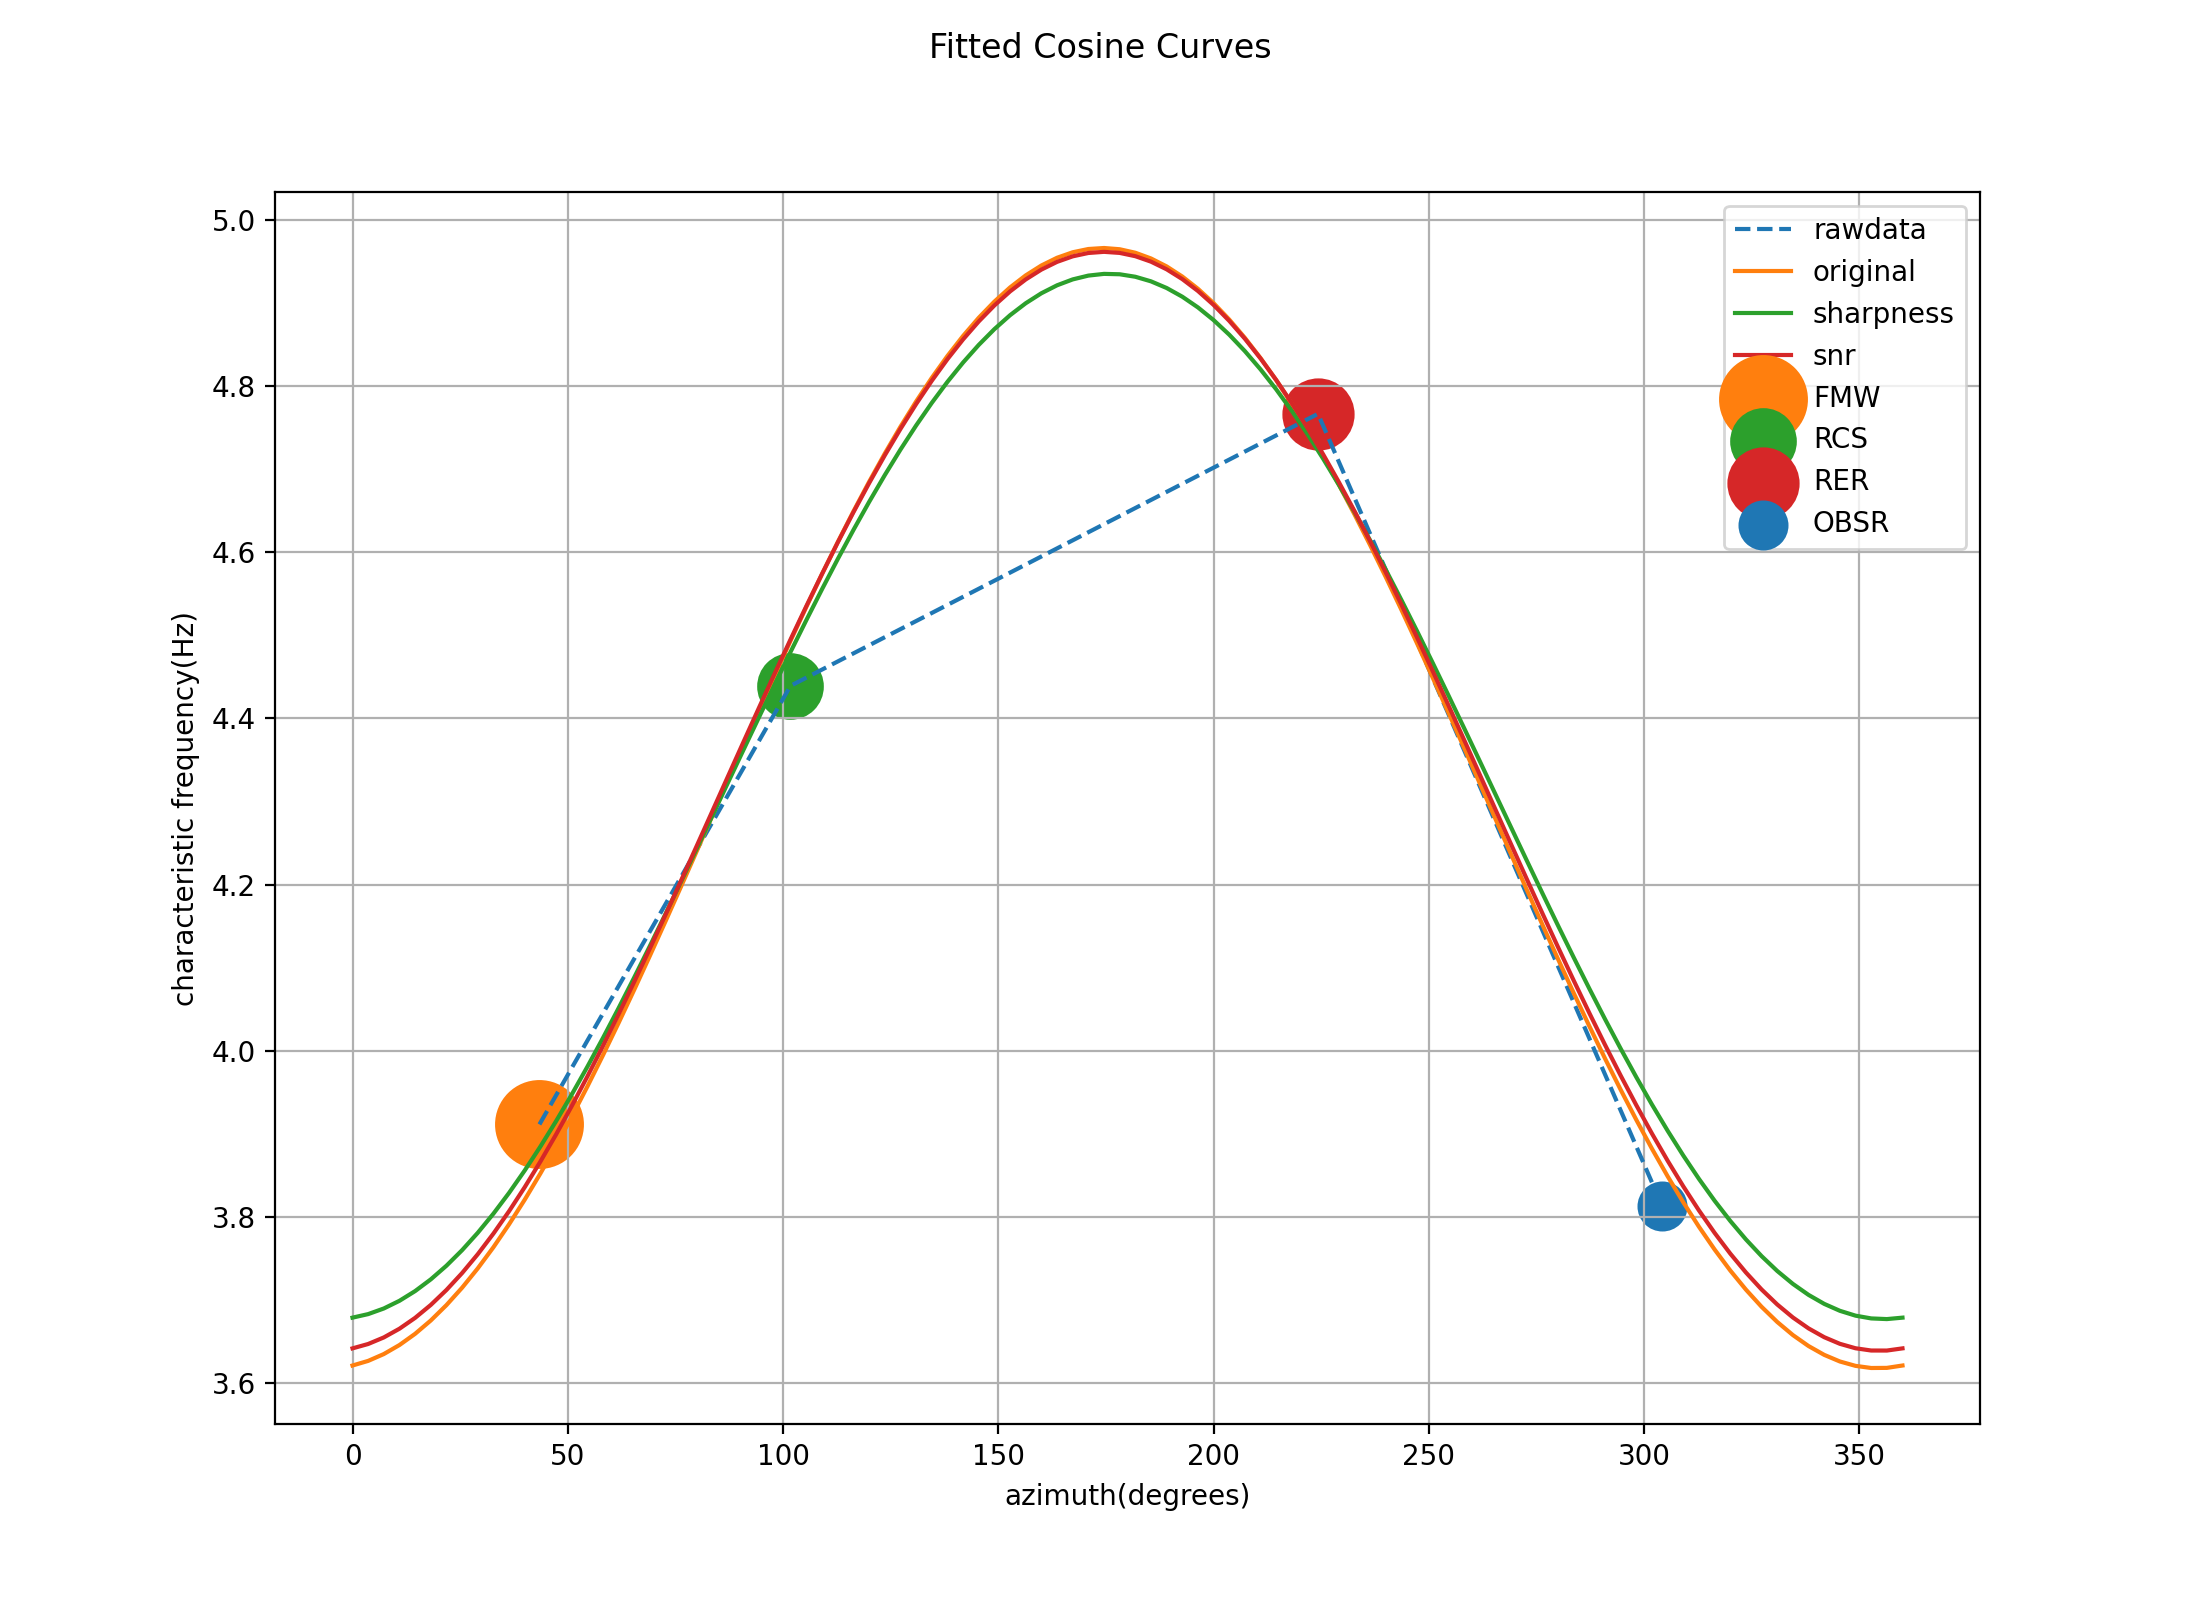 Fitted Cosine Curves
5.0
4.8
4.6
4.4
4.2
4.0
3.8
3.6
characteristic frequency(Hz)
rawdata
original
sharpness
snr
FMW
RCS
RER
OBSR
0 50 100 150 200 250 300 350
azimuth(degrees)